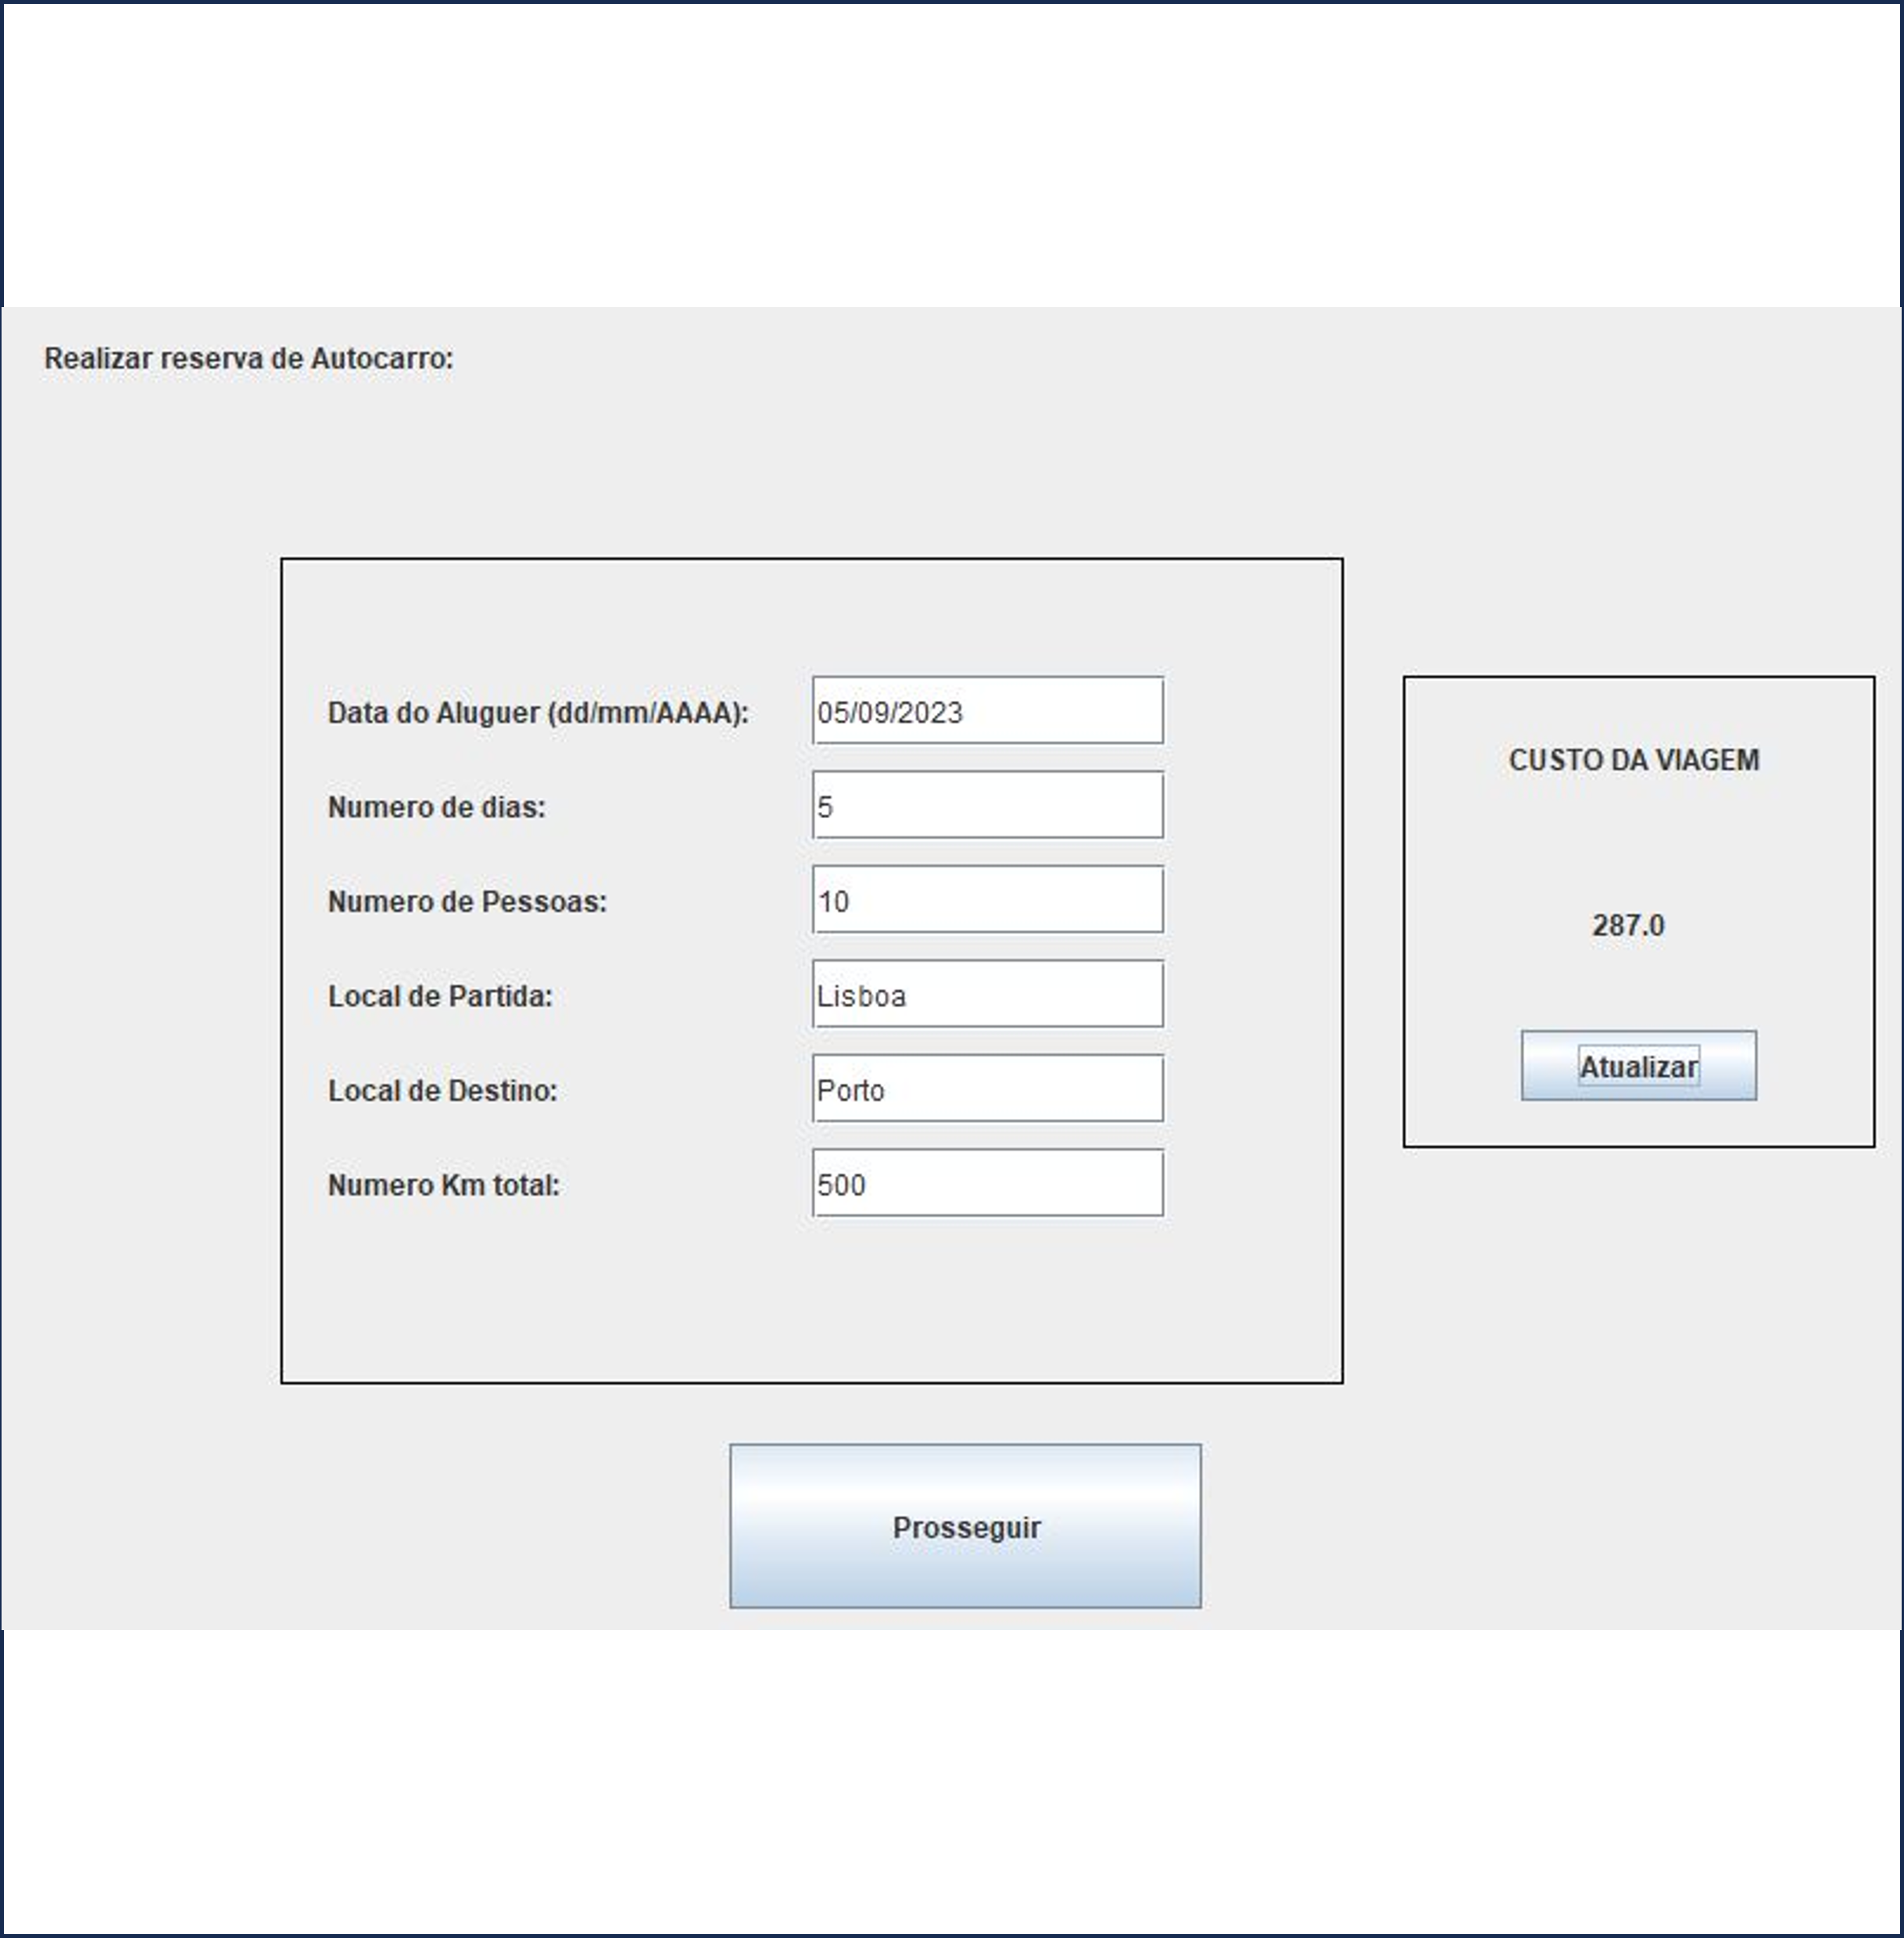 Realizar reserva de Autocarro:
Data do Aluguer (dd/mm/AAAA): 05/09/2023
Numero de dias: 5
Numero de Pessoas: 10
Local de Partida: Lisboa
Local de Destino: Porto
Numero Km total: 500
CUSTO DA VIAGEM
287.0
Atualizar
Prosseguir